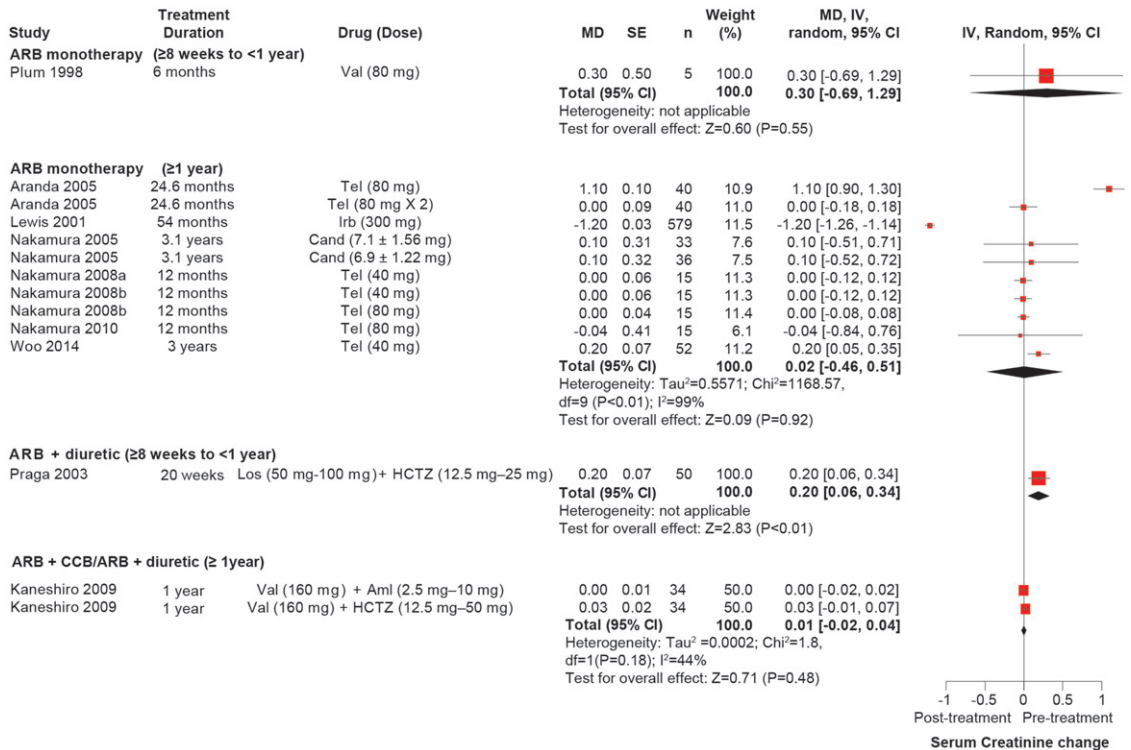 Study Treatment Duration Drug (Dose) MD SE n Weight (%) MD, IV, random, 95% CI IV, Random, 95% CI
ARB monotherapy (≥8 weeks to <1 year)
Plum 1998 6 months Val (80 mg) 0.30 0.50 5 100.0 0.30 [-0.69, 1.29]
Total (95% CI) 100.0 0.30 [-0.69, 1.29]
Heterogeneity: not applicable
Test for overall effect: Z=0.60 (P=0.55)
ARB monotherapy (≥1 year)
Aranda 2005 24.6 months Tel (80 mg) 1.10 0.10 40 10.9 1.10 [0.90, 1.30]
Aranda 2005 24.6 months Tel (80 mg X 2) 0.00 0.09 40 11.0 0.00 [-0.18, 0.18]
Lewis 2001 54 months Irb (300 mg) -1.20 0.03 579 11.5 -1.20 [-1.26, -1.14]
Nakamura 2005 3.1 years Cand (7.1 ± 1.56 mg) 0.10 0.31 33 7.6 0.10 [-0.51, 0.71]
Nakamura 2005 3.1 years Cand (6.9 ± 1.22 mg) 0.10 0.32 36 7.5 0.10 [-0.52, 0.72]
Nakamura 2008a 12 months Tel (40 mg) 0.00 0.06 15 11.3 0.00 [-0.12, 0.12]
Nakamura 2008b 12 months Tel (40 mg) 0.00 0.06 15 11.3 0.00 [-0.12, 0.12]
Nakamura 2008b 12 months Tel (80 mg) 0.00 0.04 15 11.4 0.00 [-0.08, 0.08]
Nakamura 2010 12 months Tel (80 mg) -0.04 0.41 15 6.1 -0.04 [-0.84, 0.76]
Woo 2014 3 years Tel (40 mg) 0.20 0.07 52 11.2 0.20 [0.05, 0.35]
Total (95% CI) 100.0 0.02 [-0.46, 0.51]
Heterogeneity: Tau²=0.5571; Chi²=1168.57,
df=9 (P<0.01); I²=99%
Test for overall effect: Z=0.09 (P=0.92)
ARB + diuretic (≥8 weeks to <1 year)
Praga 2003 20 weeks Los (50 mg-100 mg)+ HCTZ (12.5 mg–25 mg) 0.20 0.07 50 100.0 0.20 [0.06, 0.34]
Total (95% CI) 100.0 0.20 [0.06, 0.34]
Heterogeneity: not applicable
Test for overall effect: Z=2.83 (P<0.01)
ARB + CCB/ARB + diuretic (≥ 1year)
Kaneshiro 2009 1 year Val (160 mg) + Aml (2.5 mg–10 mg) 0.00 0.01 34 50.0 0.00 [-0.02, 0.02]
Kaneshiro 2009 1 year Val (160 mg) + HCTZ (12.5 mg–50 mg) 0.03 0.02 34 50.0 0.03 [-0.01, 0.07]
Total (95% CI) 100.0 0.01 [-0.02, 0.04]
Heterogeneity: Tau² =0.0002; Chi²=1.8,
df=1(P=0.18); I²=44%
Test for overall effect: Z=0.71 (P=0.48)
-1 0 1
Post-treatment Pre-treatment
Serum Creatinine change